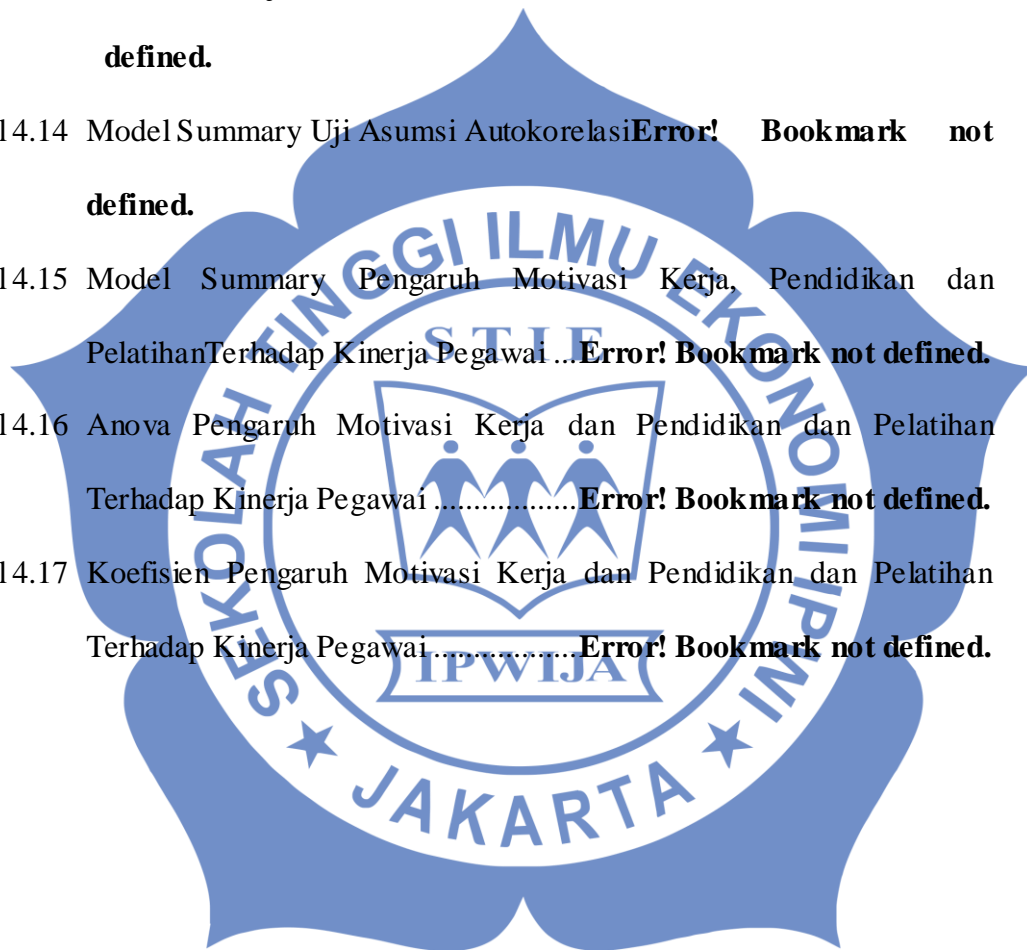 defined.
14.14 Model Summary Uji Asumsi AutokorelasiError! Bookmark not
defined.
14.15 Model Summary Pengaruh Motivasi Kerja, Pendidikan dan
PelatihanTerhadap Kinerja Pegawai ...Error! Bookmark not defined.
14.16 Anova Pengaruh Motivasi Kerja dan Pendidikan dan Pelatihan
Terhadap Kinerja Pegawai ..................Error! Bookmark not defined.
14.17 Koefisien Pengaruh Motivasi Kerja dan Pendidikan dan Pelatihan
Terhadap Kinerja Pegawai ..................Error! Bookmark not defined.
SEKOLAH TINGGI ILMU EKONOMI IPWI
STIE
IPWIJA
★ JAKARTA ★